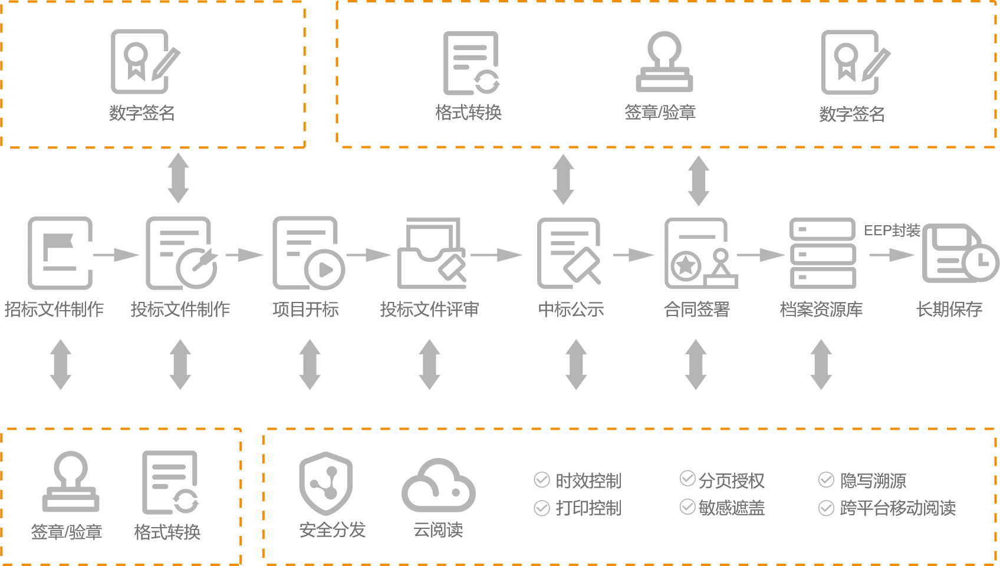 数字签名
格式转换
签章/验章
数字签名
EEP封装
招标文件制作
投标文件制作
项目开标
投标文件评审
中标公示
合同签署
档案资源库
长期保存
签章/验章
格式转换
安全分发
云阅读
时效控制
分页授权
隐写溯源
打印控制
敏感遮盖
跨平台移动阅读